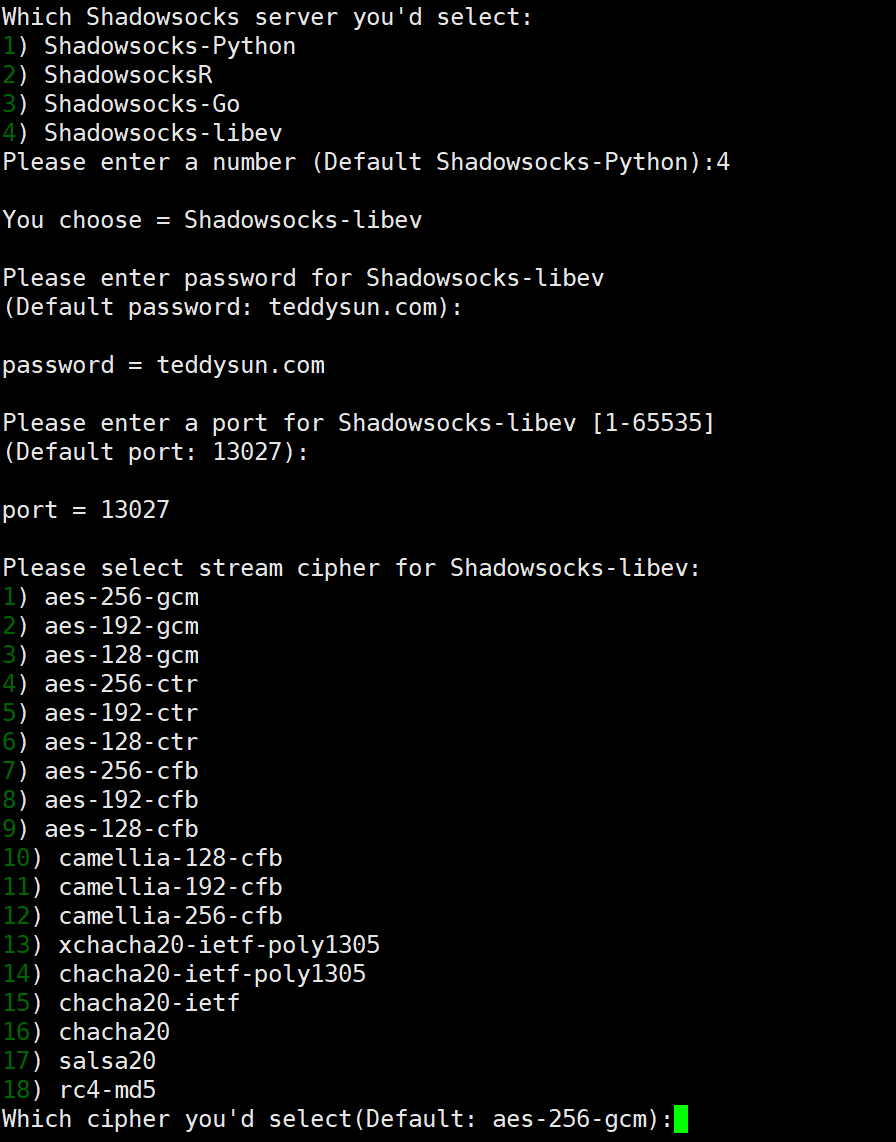 Which Shadowsocks server you'd select:
1) Shadowsocks-Python
2) ShadowsocksR
3) Shadowsocks-Go
4) Shadowsocks-libev
Please enter a number (Default Shadowsocks-Python):4
You choose = Shadowsocks-libev
Please enter password for Shadowsocks-libev
(Default password: teddysun.com):
password = teddysun.com
Please enter a port for Shadowsocks-libev [1-65535]
(Default port: 13027):
port = 13027
Please select stream cipher for Shadowsocks-libev:
1) aes-256-gcm
2) aes-192-gcm
3) aes-128-gcm
4) aes-256-ctr
5) aes-192-ctr
6) aes-128-ctr
7) aes-256-cfb
8) aes-192-cfb
9) aes-128-cfb
10) camellia-128-cfb
11) camellia-192-cfb
12) camellia-256-cfb
13) xchacha20-ietf-poly1305
14) chacha20-ietf-poly1305
15) chacha20-ietf
16) chacha20
17) salsa20
18) rc4-md5
Which cipher you'd select(Default: aes-256-gcm):